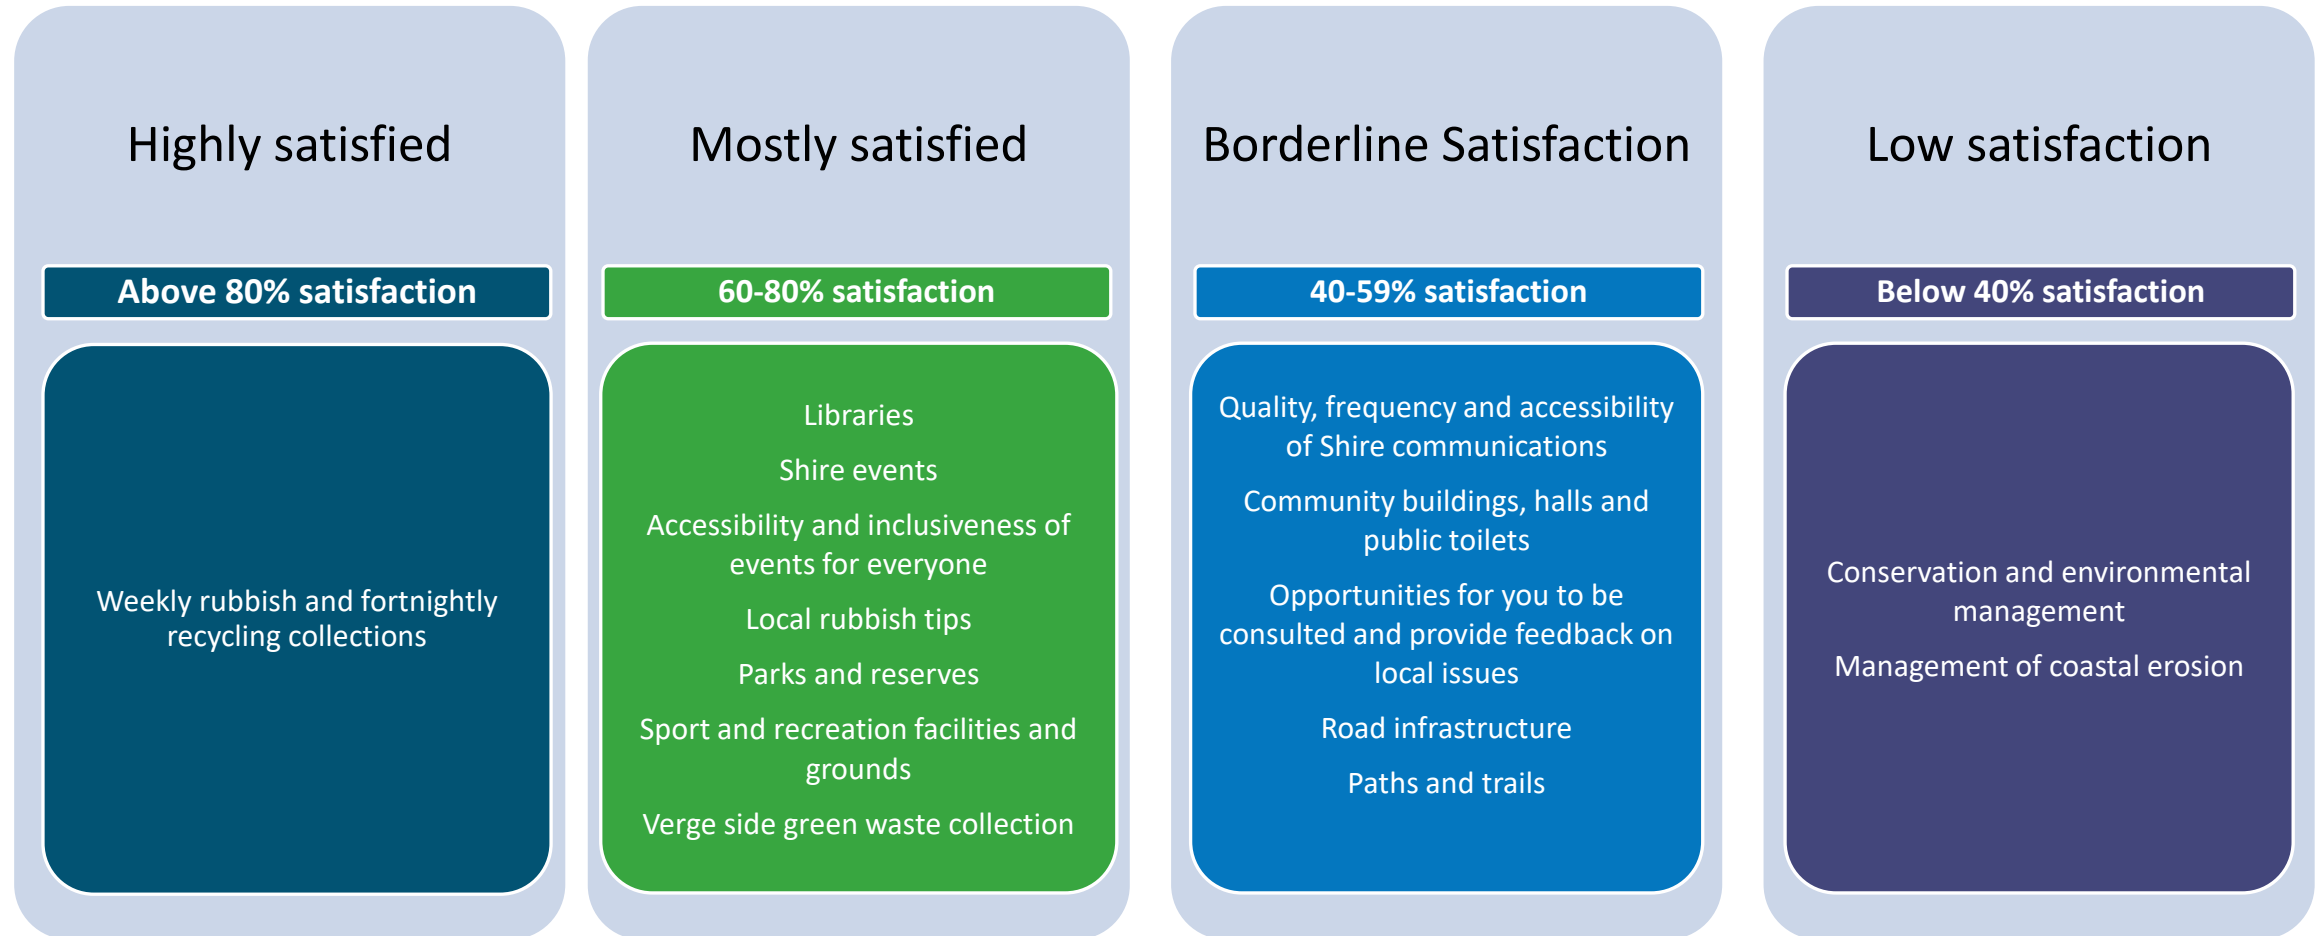 Highly satisfied
Above 80% satisfaction
Weekly rubbish and fortnightly
recycling collections
Mostly satisfied
60-80% satisfaction
Libraries
Shire events
Accessibility and inclusiveness of
events for everyone
Local rubbish tips
Parks and reserves
Sport and recreation facilities and
grounds
Verge side green waste collection
Borderline Satisfaction
40-59% satisfaction
Quality, frequency and accessibility
of Shire communications
Community buildings, halls and
public toilets
Opportunities for you to be
consulted and provide feedback on
local issues
Road infrastructure
Paths and trails
Low satisfaction
Below 40% satisfaction
Conservation and environmental
management
Management of coastal erosion